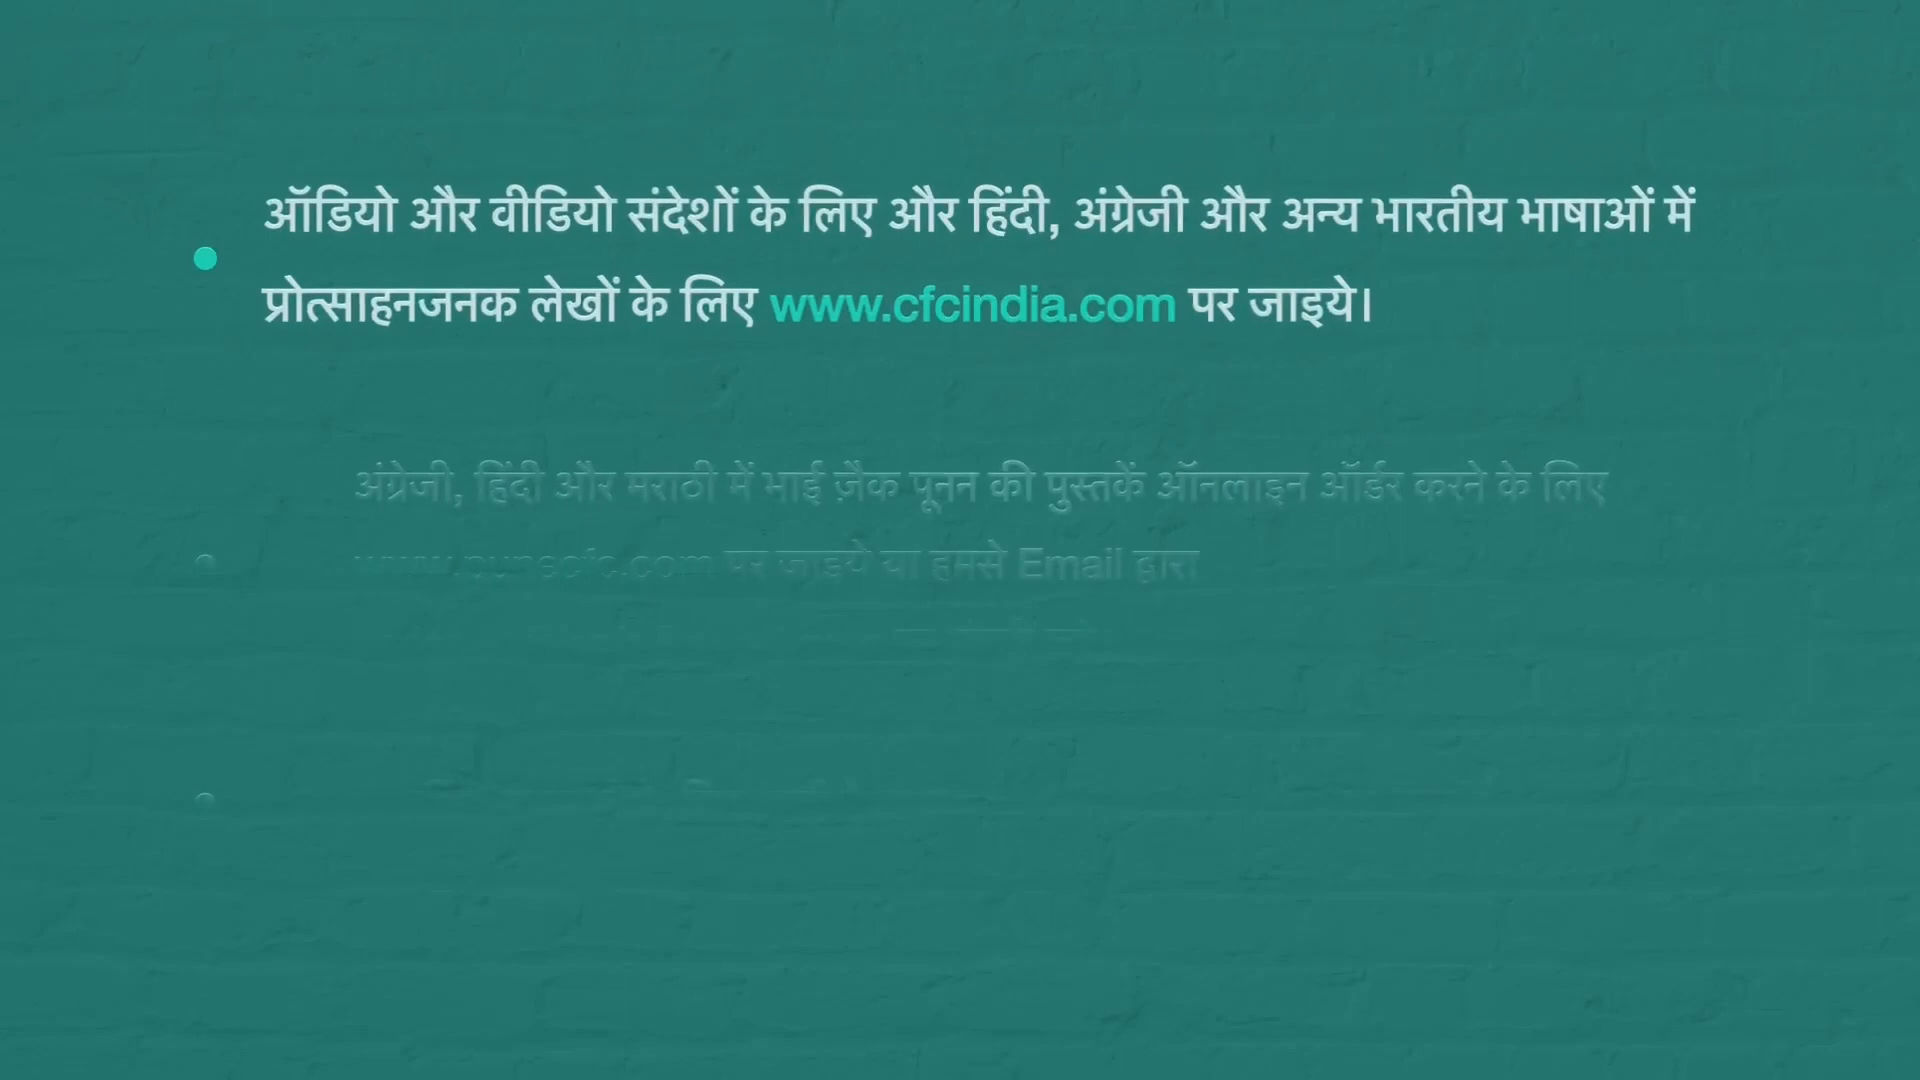 ऑडियो और वीडियो संदेशों के लिए और हिंदी, अंग्रेजी और अन्य भारतीय भाषाओं में
प्रोत्साहनजनक लेखों के लिए www.cfcindia.com पर जाइये।
अंग्रेजी, हिंदी और मराठी में भाई ज़ैक पूनन की पुस्तकें ऑनलाइन ऑर्डर करने के लिए
पर जाइये या हमसे Email द्वारा